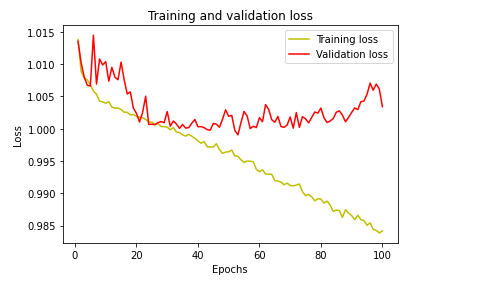 Training and validation loss
Training loss
Validation loss
Loss
1.015
1.010
1.005
1.000
0.995
0.990
0.985
0 20 40 60 80 100
Epochs